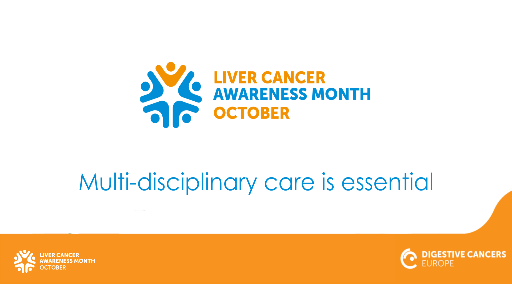 LIVER CANCER
AWARENESS MONTH
OCTOBER
Multi-disciplinary care is essential
LIVER CANCER
AWARENESS MONTH
OCTOBER
DIGESTIVE CANCERS
EUROPE